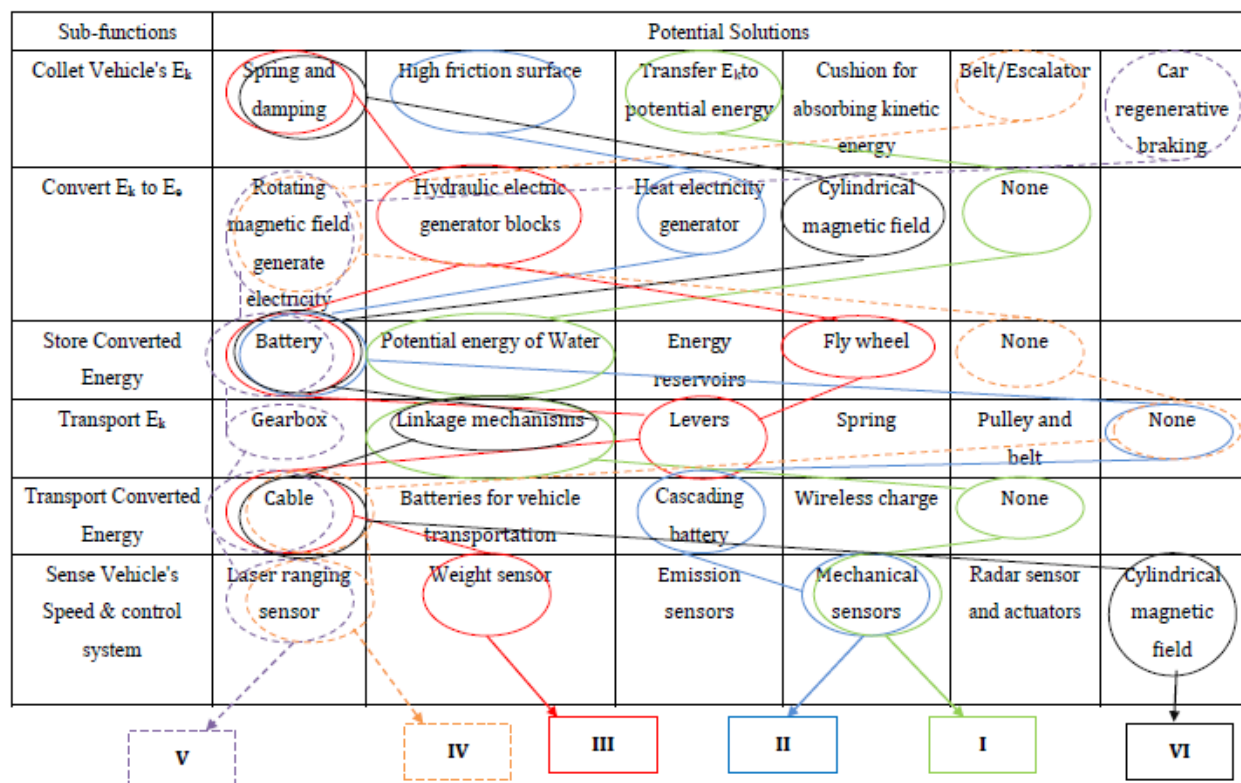 Sub-functions
Potential Solutions
Collet Vehicle's Eₖ
Spring and
damping
High friction surface
Transfer Eₖto
potential energy
Cushion for
absorbing kinetic
energy
Belt/Escalator
Car
regenerative
braking
Convert Eₖ to Eₑ
Rotating
magnetic field
generate
electricity
Hydraulic electric
generator blocks
Heat electricity
generator
Cylindrical
magnetic field
None
Store Converted
Energy
Battery
Potential energy of Water
Energy
reservoirs
Fly wheel
None
Transport Eₖ
Gearbox
Linkage mechanisms
Levers
Spring
Pulley and
belt
None
Transport Converted
Energy
Cable
Batteries for vehicle
transportation
Cascading
battery
Wireless charge
None
Sense Vehicle's
Speed & control
system
Laser ranging
sensor
Weight sensor
Emission
sensors
Mechanical
sensors
Radar sensor
and actuators
Cylindrical
magnetic
field
V
IV
III
II
I
VI